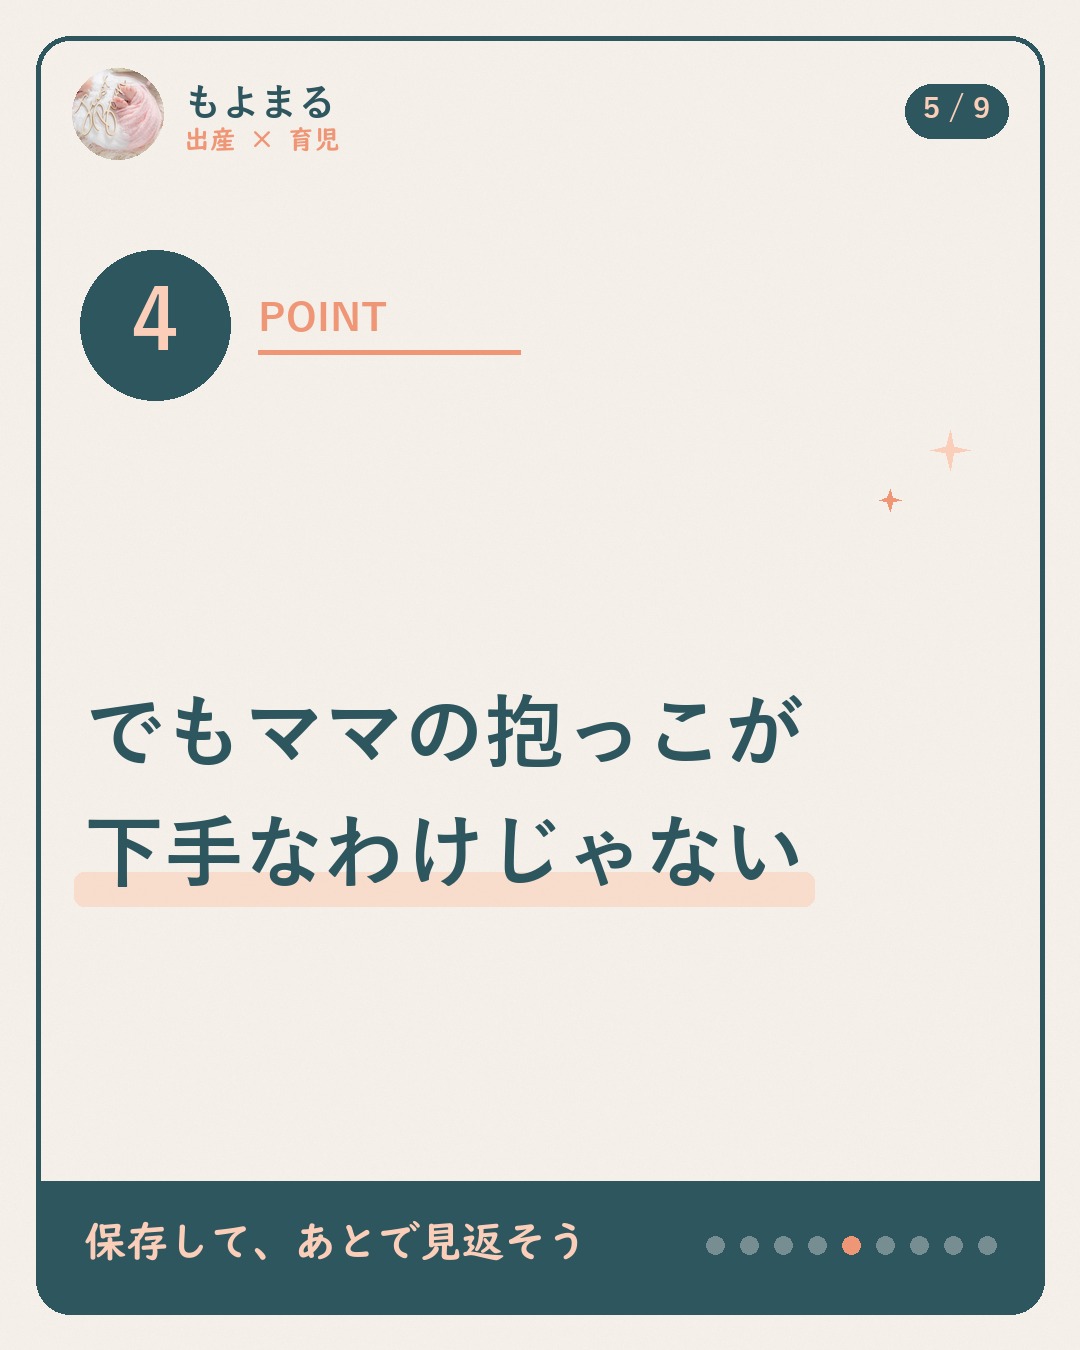 もよまる
出産 × 育児
5 / 9
4
POINT
でもママの抱っこが
下手なわけじゃない
保存して、あとで見返そう